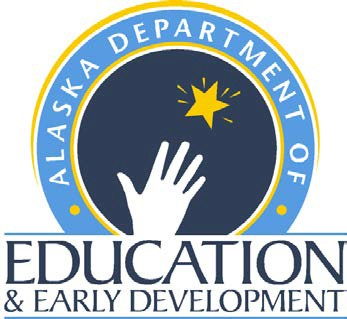 ALASKA DEPARTMENT OF
EDUCATION
& EARLY DEVELOPMENT